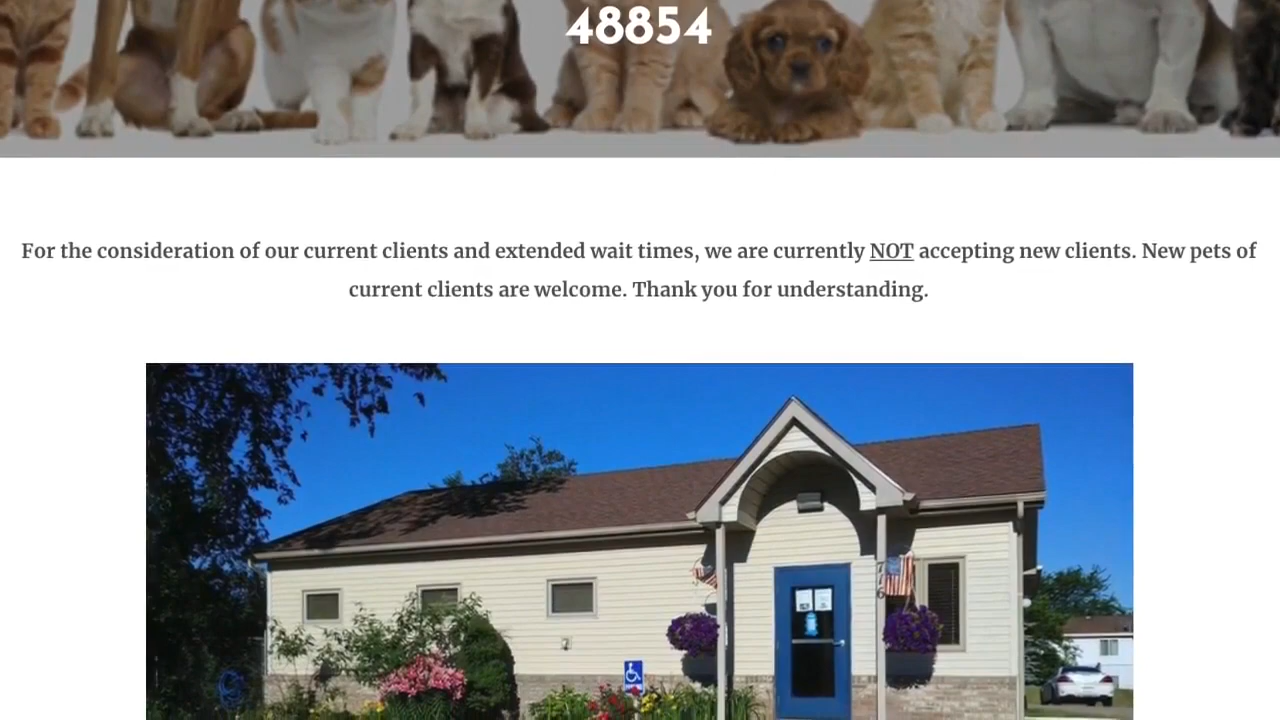 48854
For the consideration of our current clients and extended wait times, we are currently NOT accepting new clients. New pets of
current clients are welcome. Thank you for understanding.
716